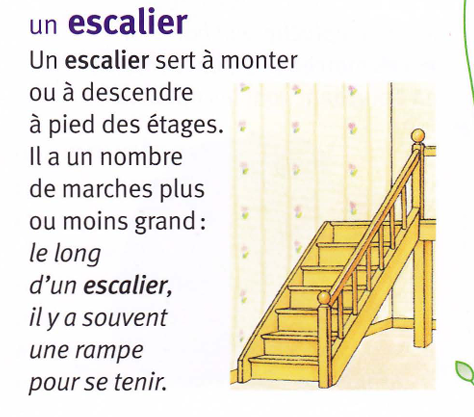 un escalier
Un escalier sert à monter
ou à descendre
à pied des étages.
Il a un nombre
de marches plus
ou moins grand :
le long
d'un escalier,
il y a souvent
une rampe
pour se tenir.